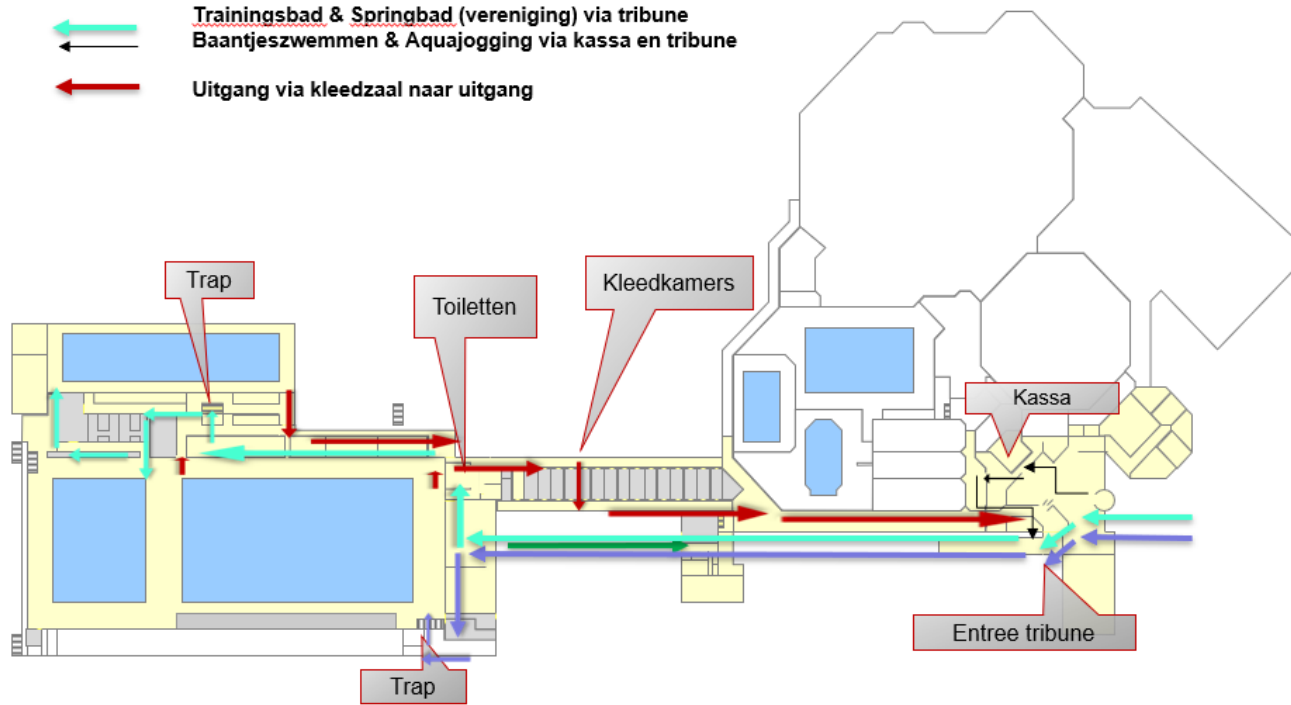 Trainingsbad & Springbad (vereniging) via tribune
Baantjeszwemmen & Aquajogging via kassa en tribune
Uitgang via kleedzaal naar uitgang
Trap
Toiletten
Kleedkamers
Kassa
Entree tribune
Trap